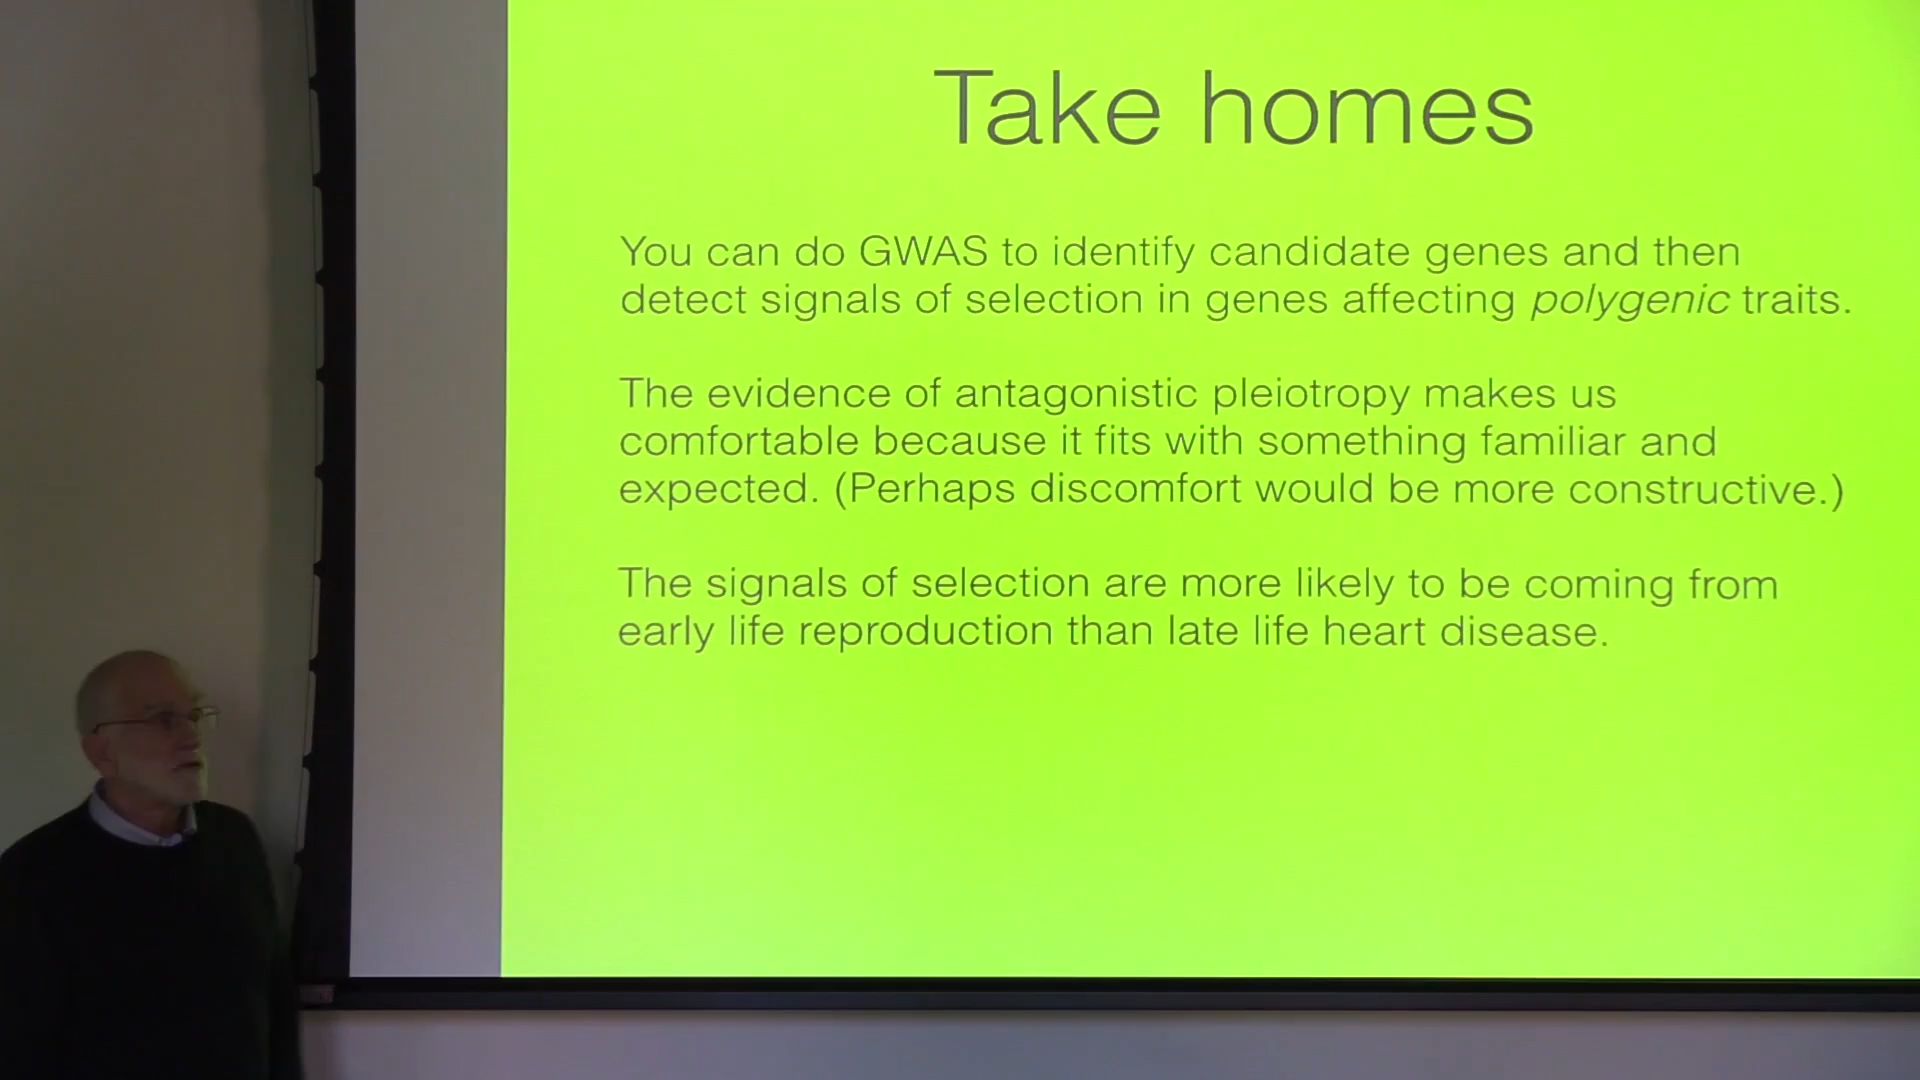 Take homes
You can do GWAS to identify candidate genes and then
detect signals of selection in genes affecting polygenic traits.
The evidence of antagonistic pleiotropy makes us
comfortable because it fits with something familiar and
expected. (Perhaps discomfort would be more constructive.)
The signals of selection are more likely to be coming from
early life reproduction than late life heart disease.